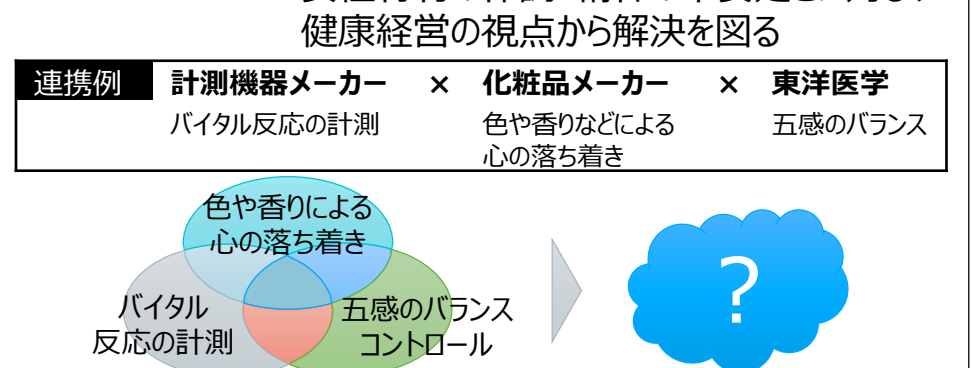 健康経営の視点から解決を図る
連携例 計測機器メーカー × 化粧品メーカー × 東洋医学
バイタル反応の計測 色や香りなどによる 五感のバランス
心の落ち着き
色や香りによる
心の落ち着き
バイタル 五感のバランス
反応の計測 コントロール
?